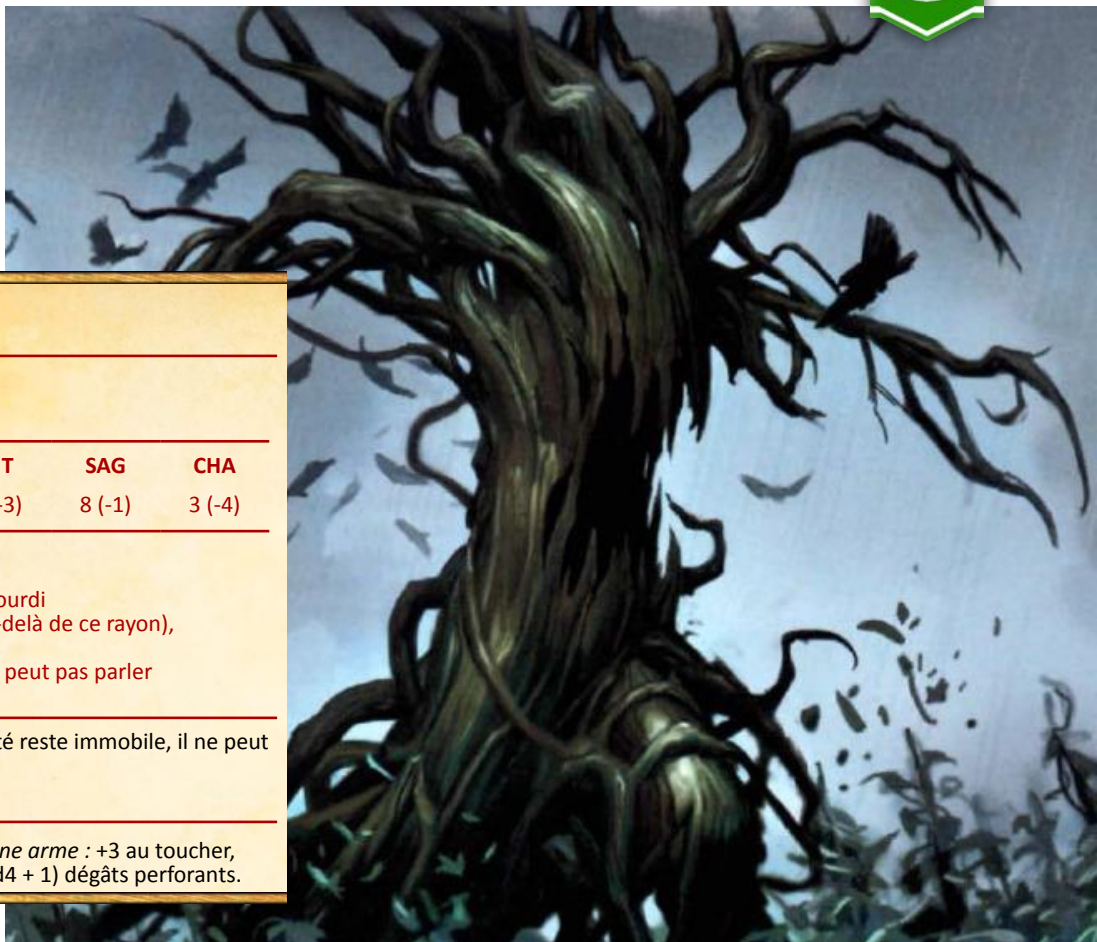 T SAG CHA
-3) 8 (-1) 3 (-4)
ourdi
-delà de ce rayon),
peut pas parler
té reste immobile, il ne peut
ne arme : +3 au toucher,
d4 + 1) dégâts perforants.